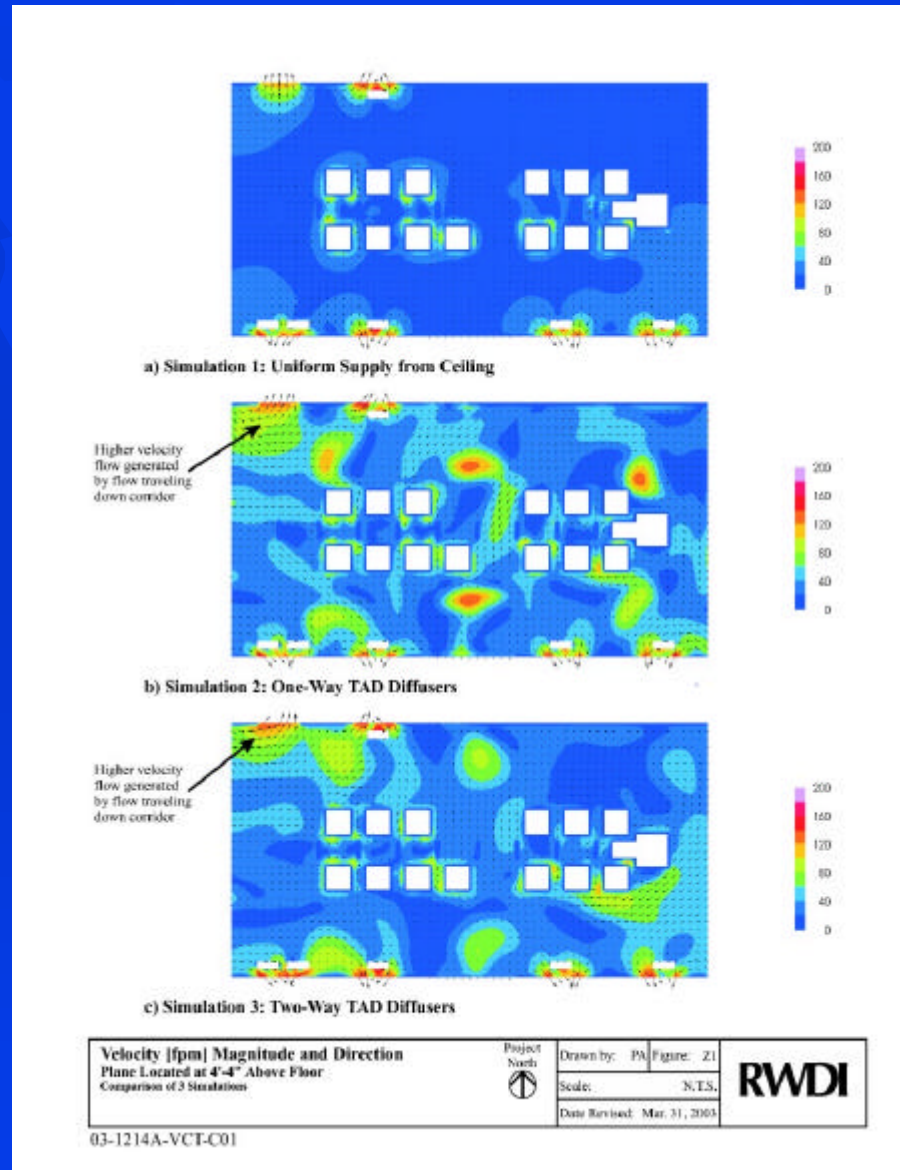 200
160
120
80
40
0
a) Simulation 1: Uniform Supply from Ceiling
Higher velocity
flow generated
by flow traveling
down corridor
200
160
120
80
40
0
b) Simulation 2: One-Way TAD Diffusers
Higher velocity
flow generated
by flow traveling
down corridor
200
160
120
80
40
0
c) Simulation 3: Two-Way TAD Diffusers
Velocity [fpm] Magnitude and Direction
Plane Located at 4'-4" Above Floor
Comparison of 3 Simulations
Project
North
Drawn by: PA Figure: Z1
Scale: N.T.S.
Date Revised: Mar. 31, 2003
RWDI
03-1214A-VCT-C01